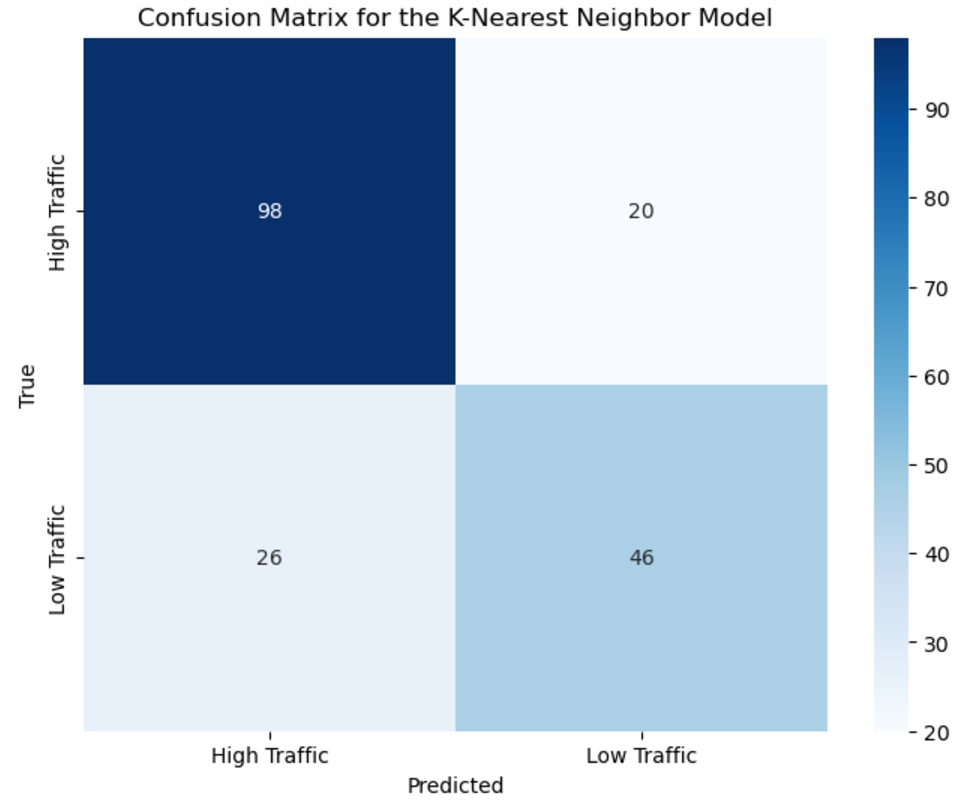 Confusion Matrix for the K-Nearest Neighbor Model
True
High Traffic
Low Traffic
98
20
26
46
High Traffic
Low Traffic
Predicted
90
80
70
60
50
40
30
20